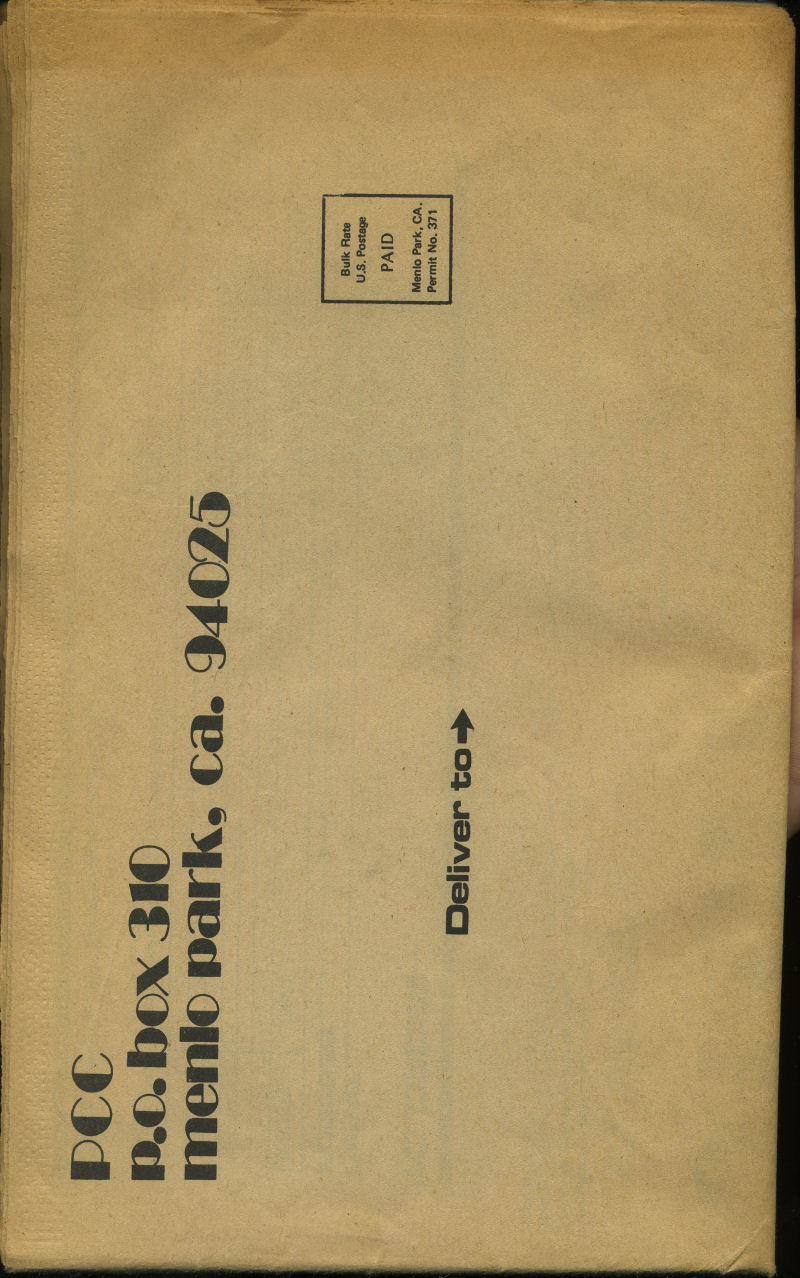 PCC
p.o. box 310
menlo park, ca. 94025
Bulk Rate
U.S. Postage
PAID
Menlo Park, CA.
Permit No. 371
Deliver to→